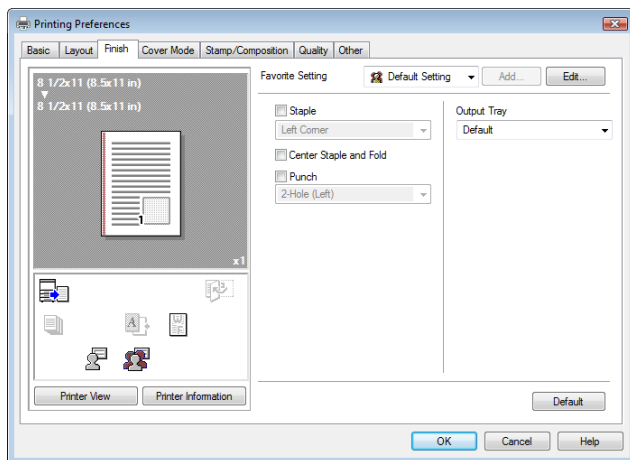 Printing Preferences
Basic Layout Finish Cover Mode Stamp/Composition Quality Other
8 1/2x11 (8.5x11 in)
8 1/2x11 (8.5x11 in)
1
x1
Printer View Printer Information
Favorite Setting Default Setting Add... Edit...
Staple
Left Corner
Center Staple and Fold
Punch
2-Hole (Left)
Output Tray
Default
Default
OK Cancel Help